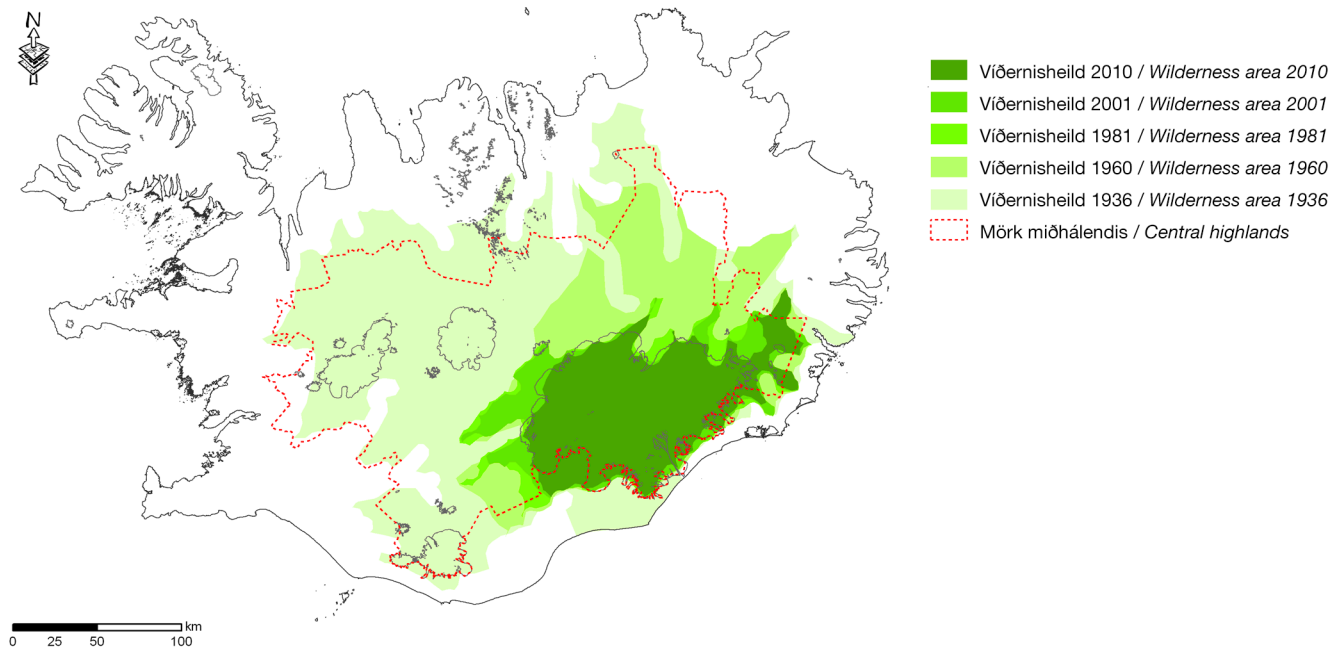 N
Víðernisheild 2010 / Wilderness area 2010
Víðernisheild 2001 / Wilderness area 2001
Víðernisheild 1981 / Wilderness area 1981
Víðernisheild 1960 / Wilderness area 1960
Víðernisheild 1936 / Wilderness area 1936
Mörk miðhálendis / Central highlands
km
0 25 50 100